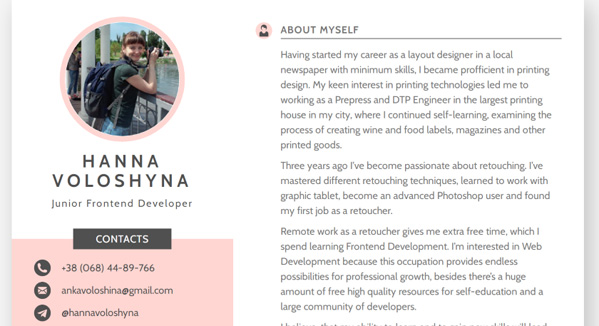 HANNA
VOLOSHYNA
Junior Frontend Developer
CONTACTS
+38 (068) 44-89-766
ankavoloshina@gmail.com
@hannavoloshyna
ABOUT MYSELF
Having started my career as a layout designer in a local
newspaper with minimum skills, I became profficient in printing
design. My keen interest in printing technologies led me to
working as a Prepress and DTP Engineer in the largest printing
house in my city, where I continued self-learning, examining the
process of creating wine and food labels, magazines and other
printed goods.
Three years ago I've become passionate about retouching, I've
mastered different retouching techniques, learned to work with
graphic tablet, become an advanced Photoshop user and found
my first job as a retoucher.
Remote work as a retoucher gives me extra free time, which I
spend learning Frontend Development. I'm interested in Web
Development because this occupation provides endless
possibilities for professional growth, besides there's a huge
amount of free high quality resources for self-education and a
large community of developers.